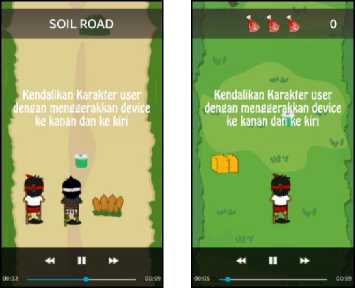 SOIL ROAD
Kendalikan Karakter user
dengan menggerakkan device
ke kanan dan ke kiri
00:33
00:59
0
Kendalikan Karakter user
dengan menggerakkan device
ke kanan dan ke kiri
00:05
00:59